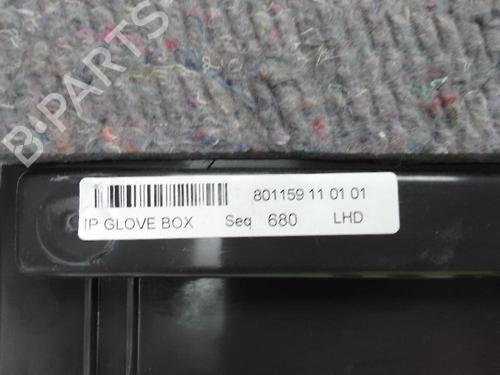 B-PARTS
801159 11 01 01
IP GLOVE BOX Seq 680 LHD